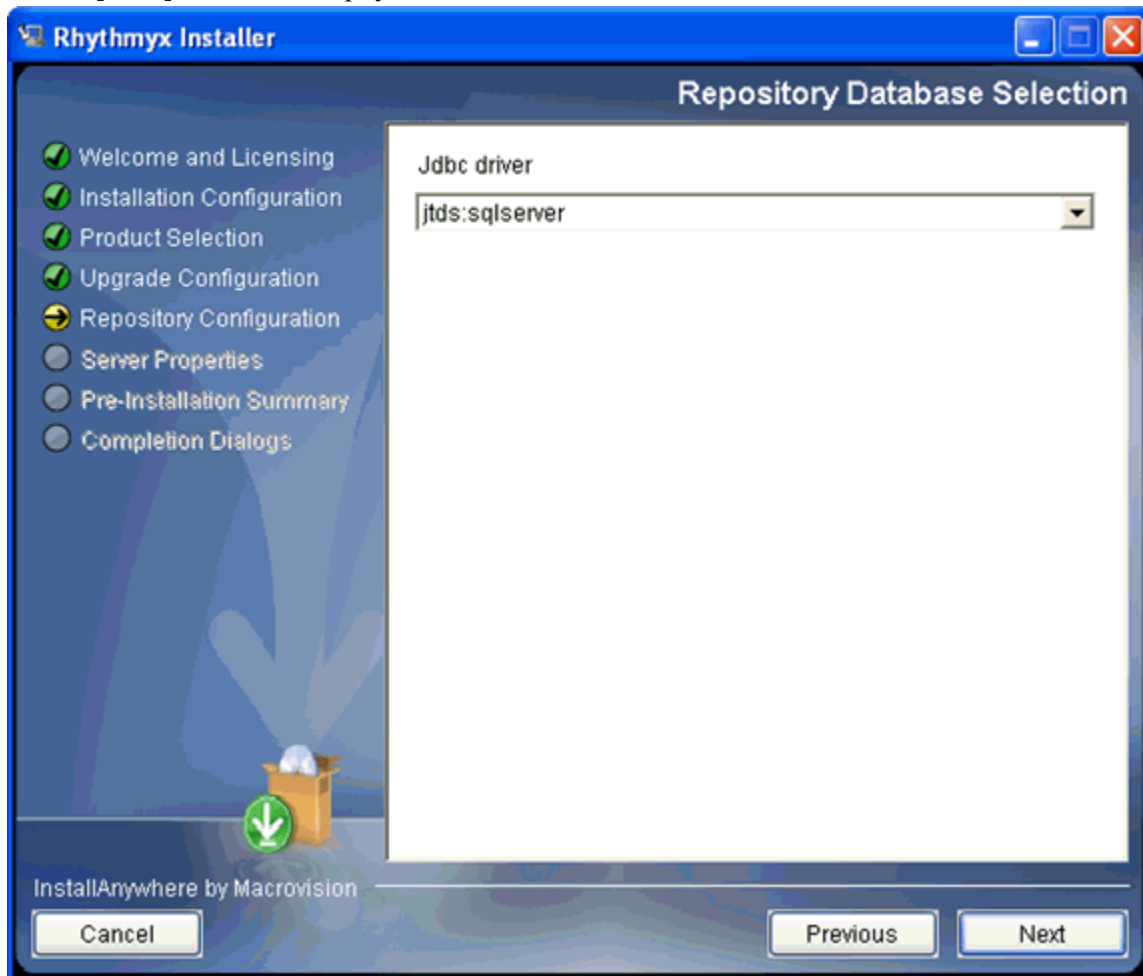 Rhythmyx Installer
Repository Database Selection
Welcome and Licensing
Installation Configuration
Product Selection
Upgrade Configuration
Repository Configuration
Server Properties
Pre-Installation Summary
Completion Dialogs
Jdbc driver
jtds:sqlserver
InstallAnywhere by Macrovision
Cancel
Previous
Next